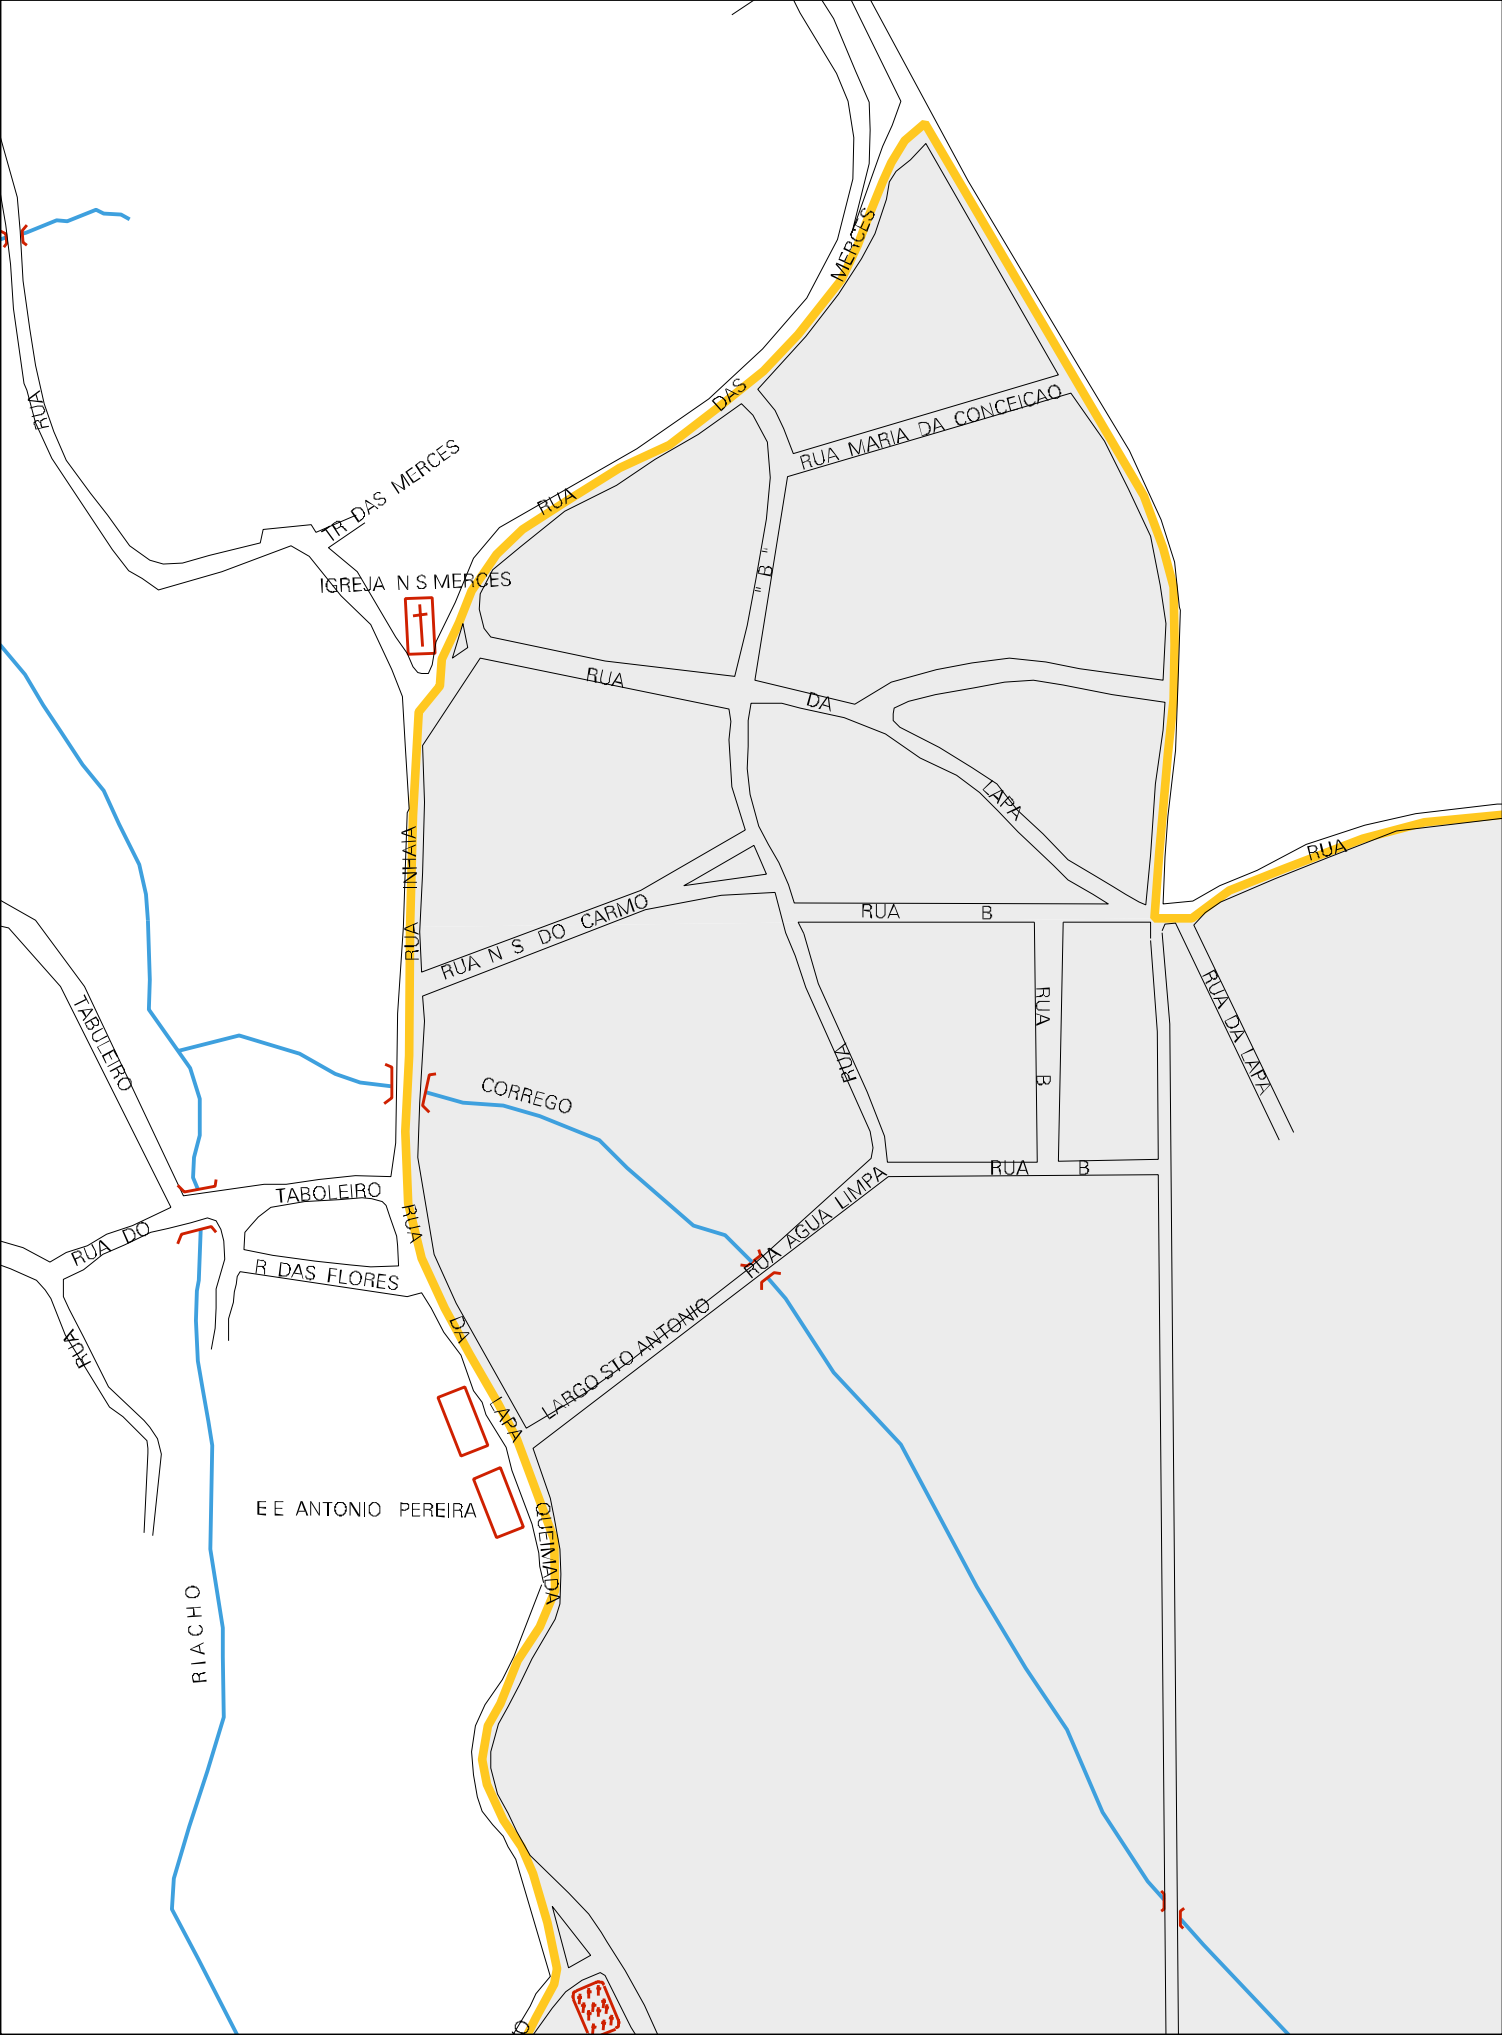 MERCES
DAS
RUA
RUA MARIA DA CONCEICAO
RUA
TR DAS MERCES
IGREJA N S MERCES
" B "
RUA
DA
LAPA
RUA INHAIA
RUA
RUA B
RUA N S DO CARMO
RUA DA LAPA
RUA B
TABULEIRO
RUA
CORREGO
RUA B
TABOLEIRO
RUA DO
RUA AGUA LIMPA
R DAS FLORES
RUA
DA
LAPA
QUEIMADA
LARGO STO ANTONIO
RUA
E E ANTONIO PEREIRA
RIACHO